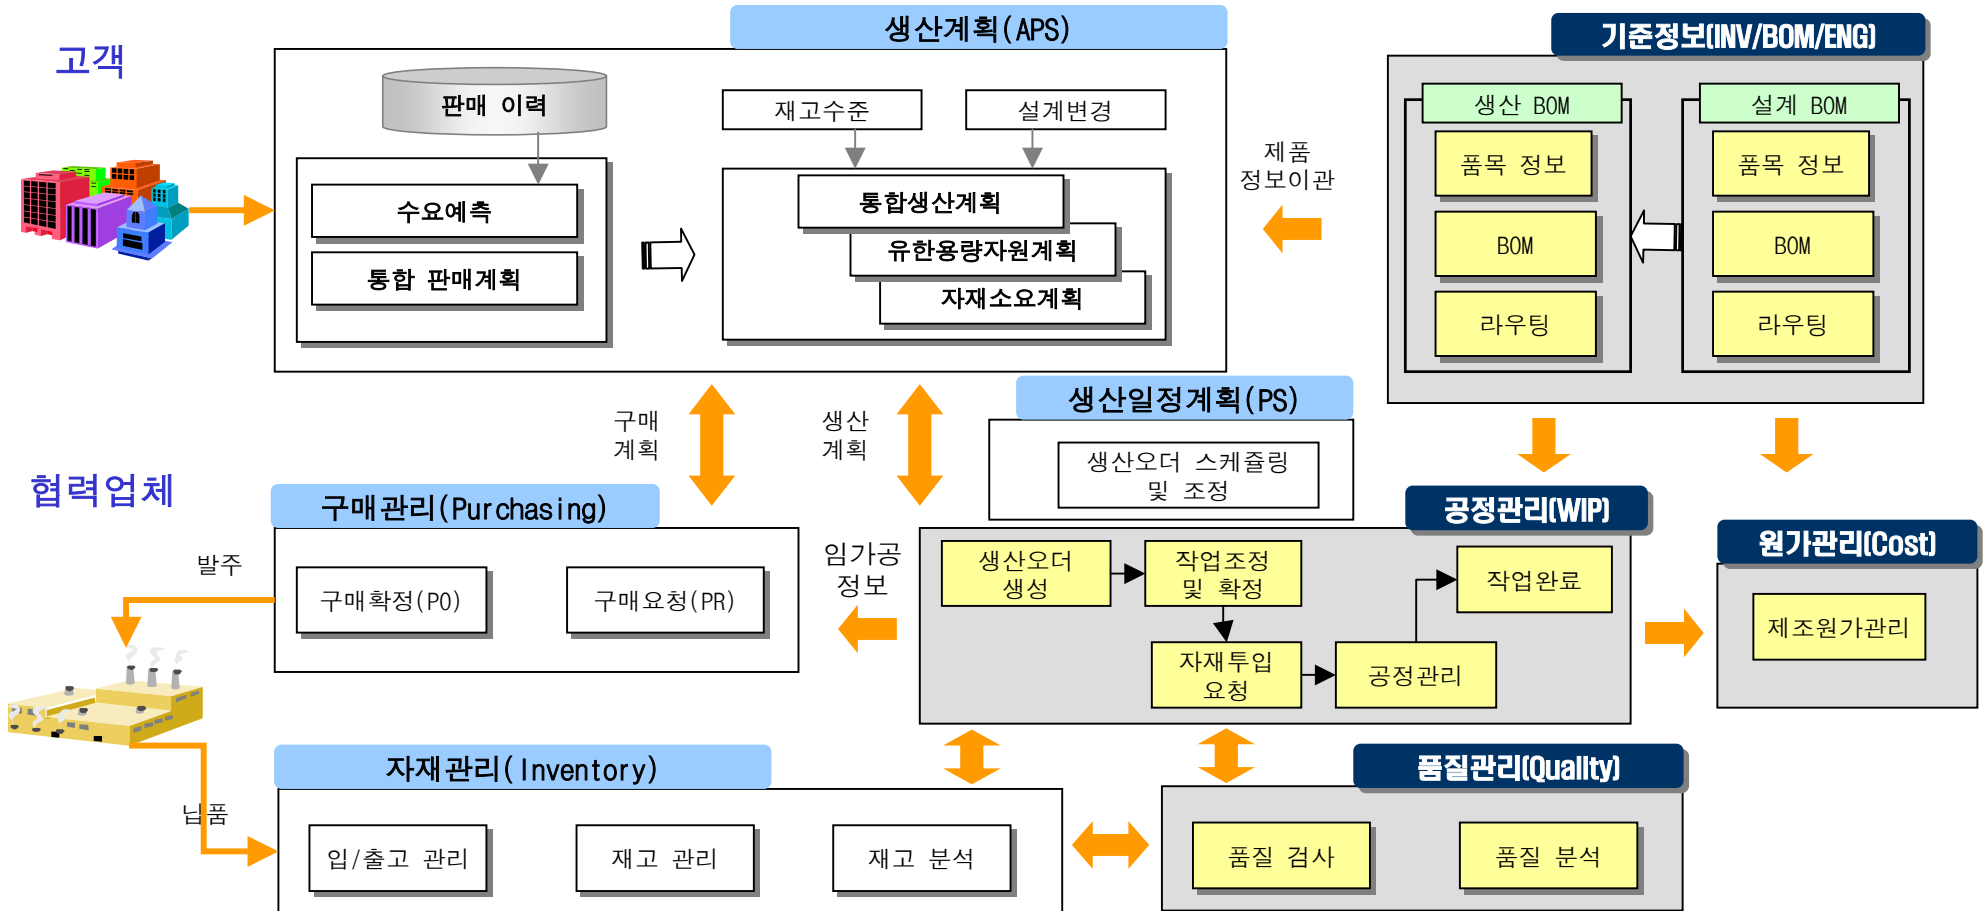 고객
생산계획(APS)
판매 이력
수요예측
통합 판매계획
재고수준
설계변경
통합생산계획
유한용량자원계획
자재소요계획
제품
정보이관
기준정보(INV/BOM/ENG)
생산 BOM
품목 정보
BOM
라우팅
설계 BOM
품목 정보
BOM
라우팅
구매
계획
생산
계획
생산일정계획(PS)
생산오더 스케쥴링
및 조정
협력업체
구매관리(Purchasing)
발주
구매확정(PO)
구매요청(PR)
임가공
정보
공정관리(WIP)
생산오더
생성
작업조정
및 확정
자재투입
요청
공정관리
작업완료
원가관리(Cost)
제조원가관리
납품
자재관리(Inventory)
입/출고 관리
재고 관리
재고 분석
품질관리(Quality)
품질 검사
품질 분석